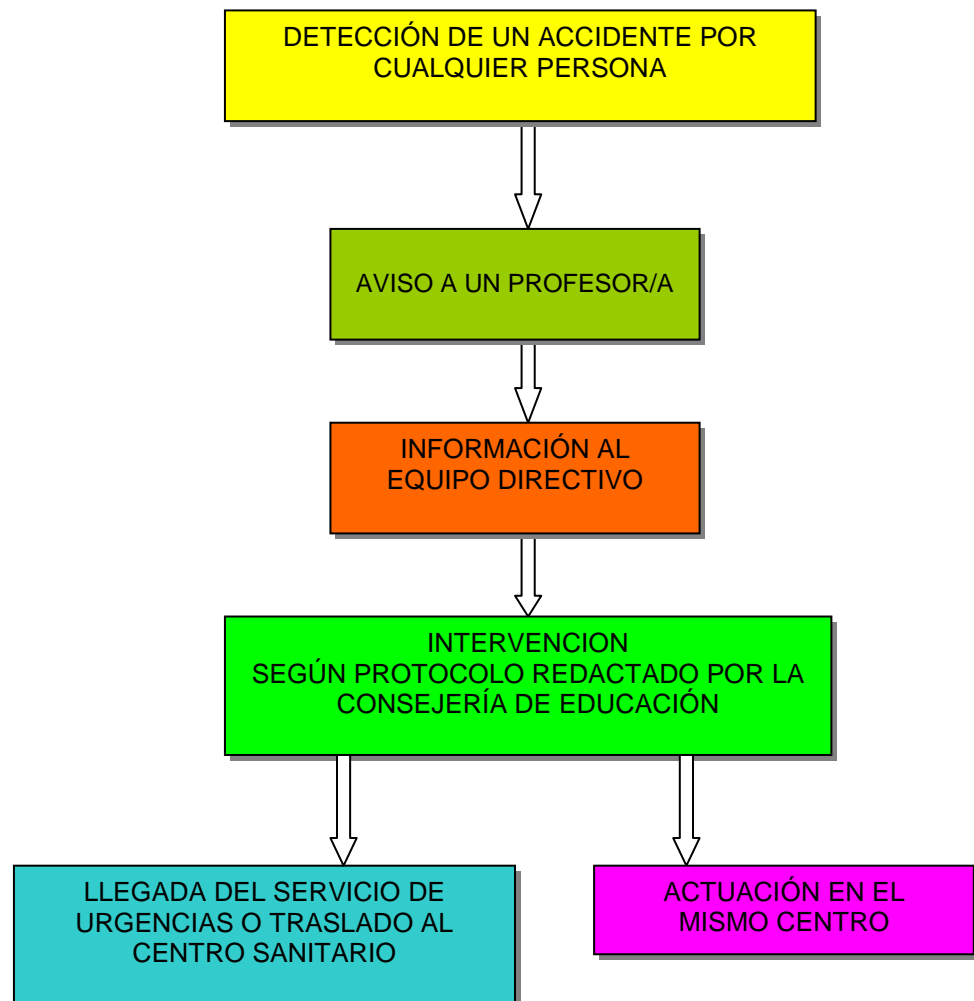 DETECCIÓN DE UN ACCIDENTE POR
CUALQUIER PERSONA
AVISO A UN PROFESOR/A
INFORMACIÓN AL
EQUIPO DIRECTIVO
INTERVENCION
SEGÚN PROTOCOLO REDACTADO POR LA
CONSEJERÍA DE EDUCACIÓN
LLEGADA DEL SERVICIO DE
URGENCIAS O TRASLADO AL
CENTRO SANITARIO
ACTUACIÓN EN EL
MISMO CENTRO